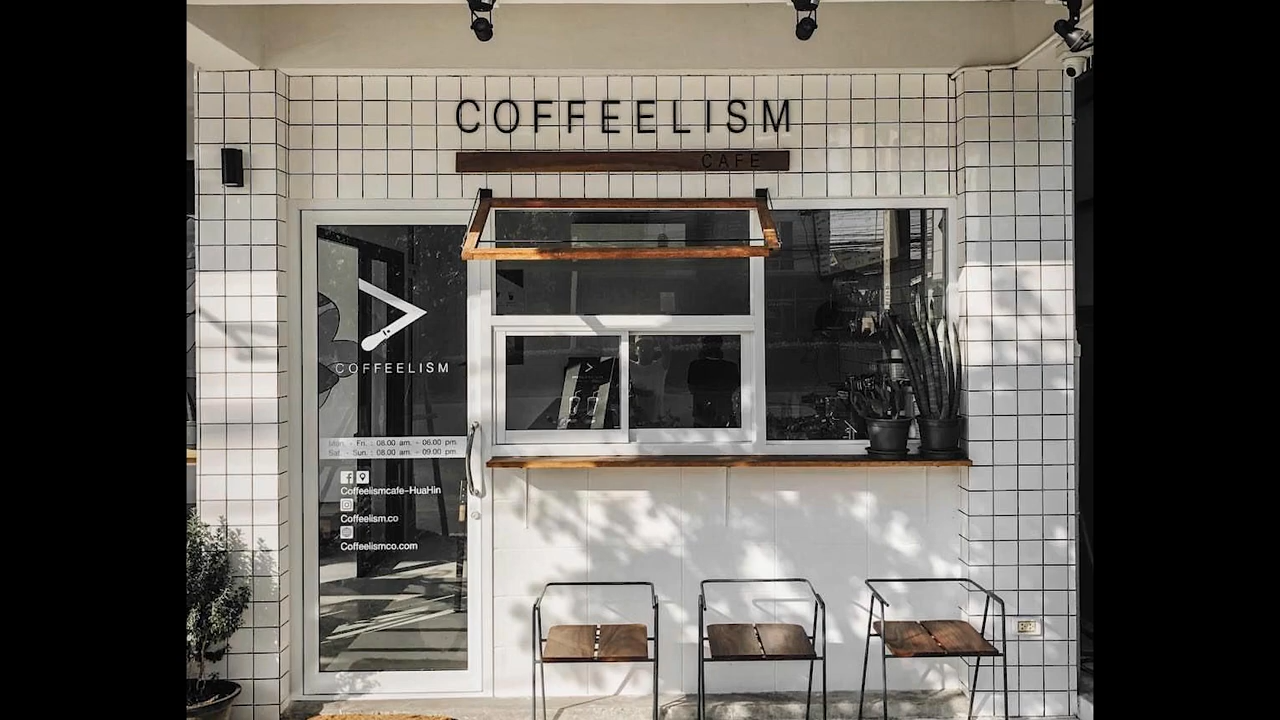 COFFEELISM
CAFE
COFFEELISM
Mon. - Fri. : 08.00 am. - 06.00 pm.
Sat. - Sun. : 08.00 am. - 09.00 pm.
Coffeelismcafe-HuaHin
Coffeelism.co
Coffeelismco.com